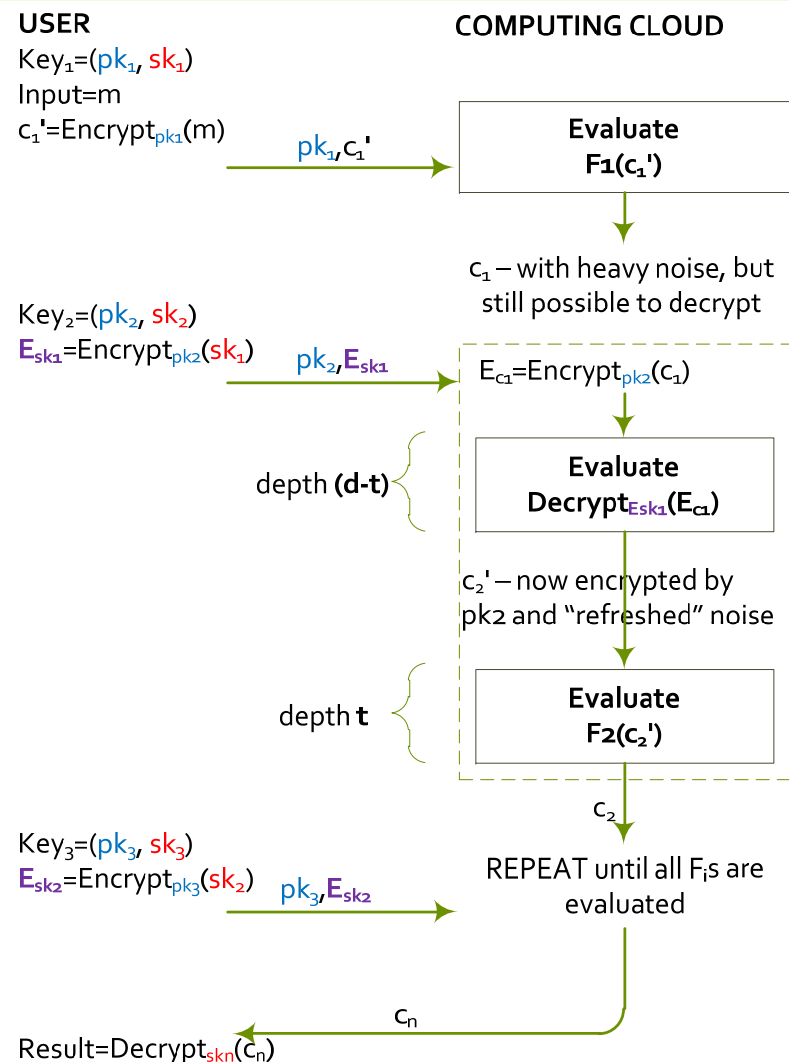 USER
COMPUTING CLOUD
Key₁=(pk₁, sk₁)
Input=m
c₁'=Encryptₚₖ₁(m)
pk₁,c₁'
Evaluate
F1(c₁')
c₁ – with heavy noise, but
still possible to decrypt
Key₂=(pk₂, sk₂)
Eₛₖ₁=Encryptₚₖ₂(sk₁)
pk₂,Eₛₖ₁
E_c₁=Encryptₚₖ₂(c₁)
depth (d-t)
Evaluate
Decrypt_Esk₁(E_c₁)
c₂' – now encrypted by
pk2 and “refreshed” noise
depth t
Evaluate
F2(c₂')
c₂
Key₃=(pk₃, sk₃)
Eₛₖ₂=Encryptₚₖ₃(sk₂)
pk₃,Eₛₖ₂
REPEAT until all Fᵢs are
evaluated
cₙ
Result=Decryptₛₖₙ(cₙ)